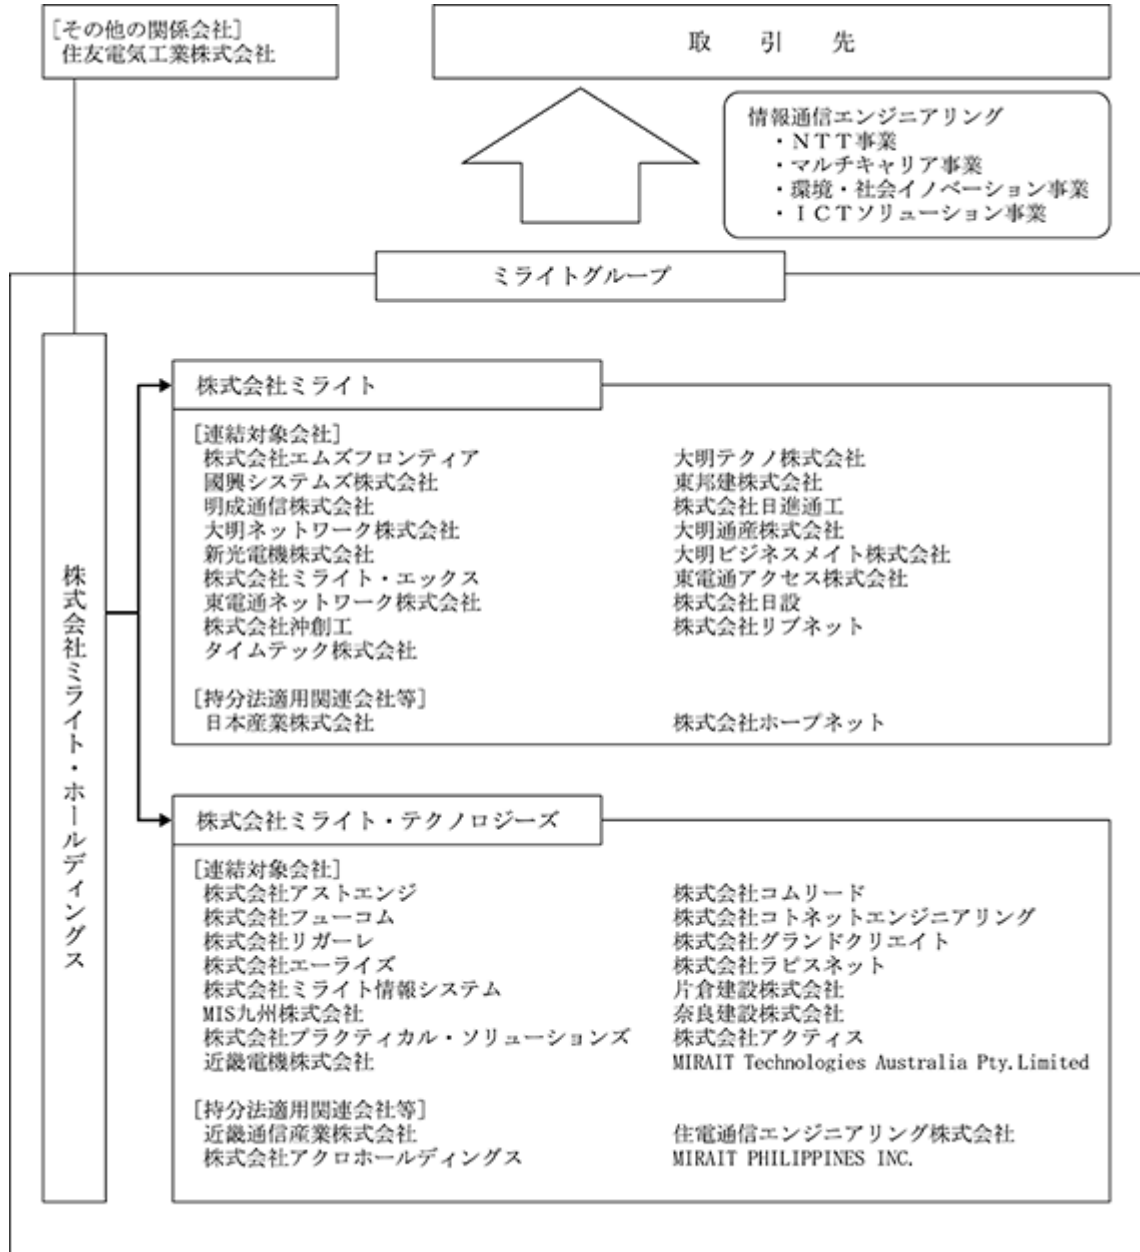 ［その他の関係会社］
住友電気工業株式会社
取　引　先
情報通信エンジニアリング
・ＮＴＴ事業
・マルチキャリア事業
・環境・社会イノベーション事業
・ＩＣＴソリューション事業
ミライトグループ
株式会社ミライト・ホールディングス
株式会社ミライト
［連結対象会社］
株式会社エムズフロンティア　大明テクノ株式会社
國興システムズ株式会社　東邦建株式会社
明成通信株式会社　株式会社日進通工
大明ネットワーク株式会社　大明通産株式会社
新光電機株式会社　大明ビジネスメイト株式会社
株式会社ミライト・エックス　東電通アクセス株式会社
東電通ネットワーク株式会社　株式会社日設
株式会社沖創工　株式会社リブネット
タイムテック株式会社
［持分法適用関連会社等］
日本産業株式会社　株式会社ホープネット
株式会社ミライト・テクノロジーズ
［連結対象会社］
株式会社アストエンジ　株式会社コムリード
株式会社フューコム　株式会社コトネットエンジニアリング
株式会社リガーレ　株式会社グランドクリエイト
株式会社エーライズ　株式会社ラピスネット
株式会社ミライト情報システム　片倉建設株式会社
MIS九州株式会社　奈良建設株式会社
株式会社プラクティカル・ソリューションズ　株式会社アクティス
近畿電機株式会社　MIRAIT Technologies Australia Pty.Limited
［持分法適用関連会社等］
近畿通信産業株式会社　住電通信エンジニアリング株式会社
株式会社アクロホールディングス　MIRAIT PHILIPPINES INC.